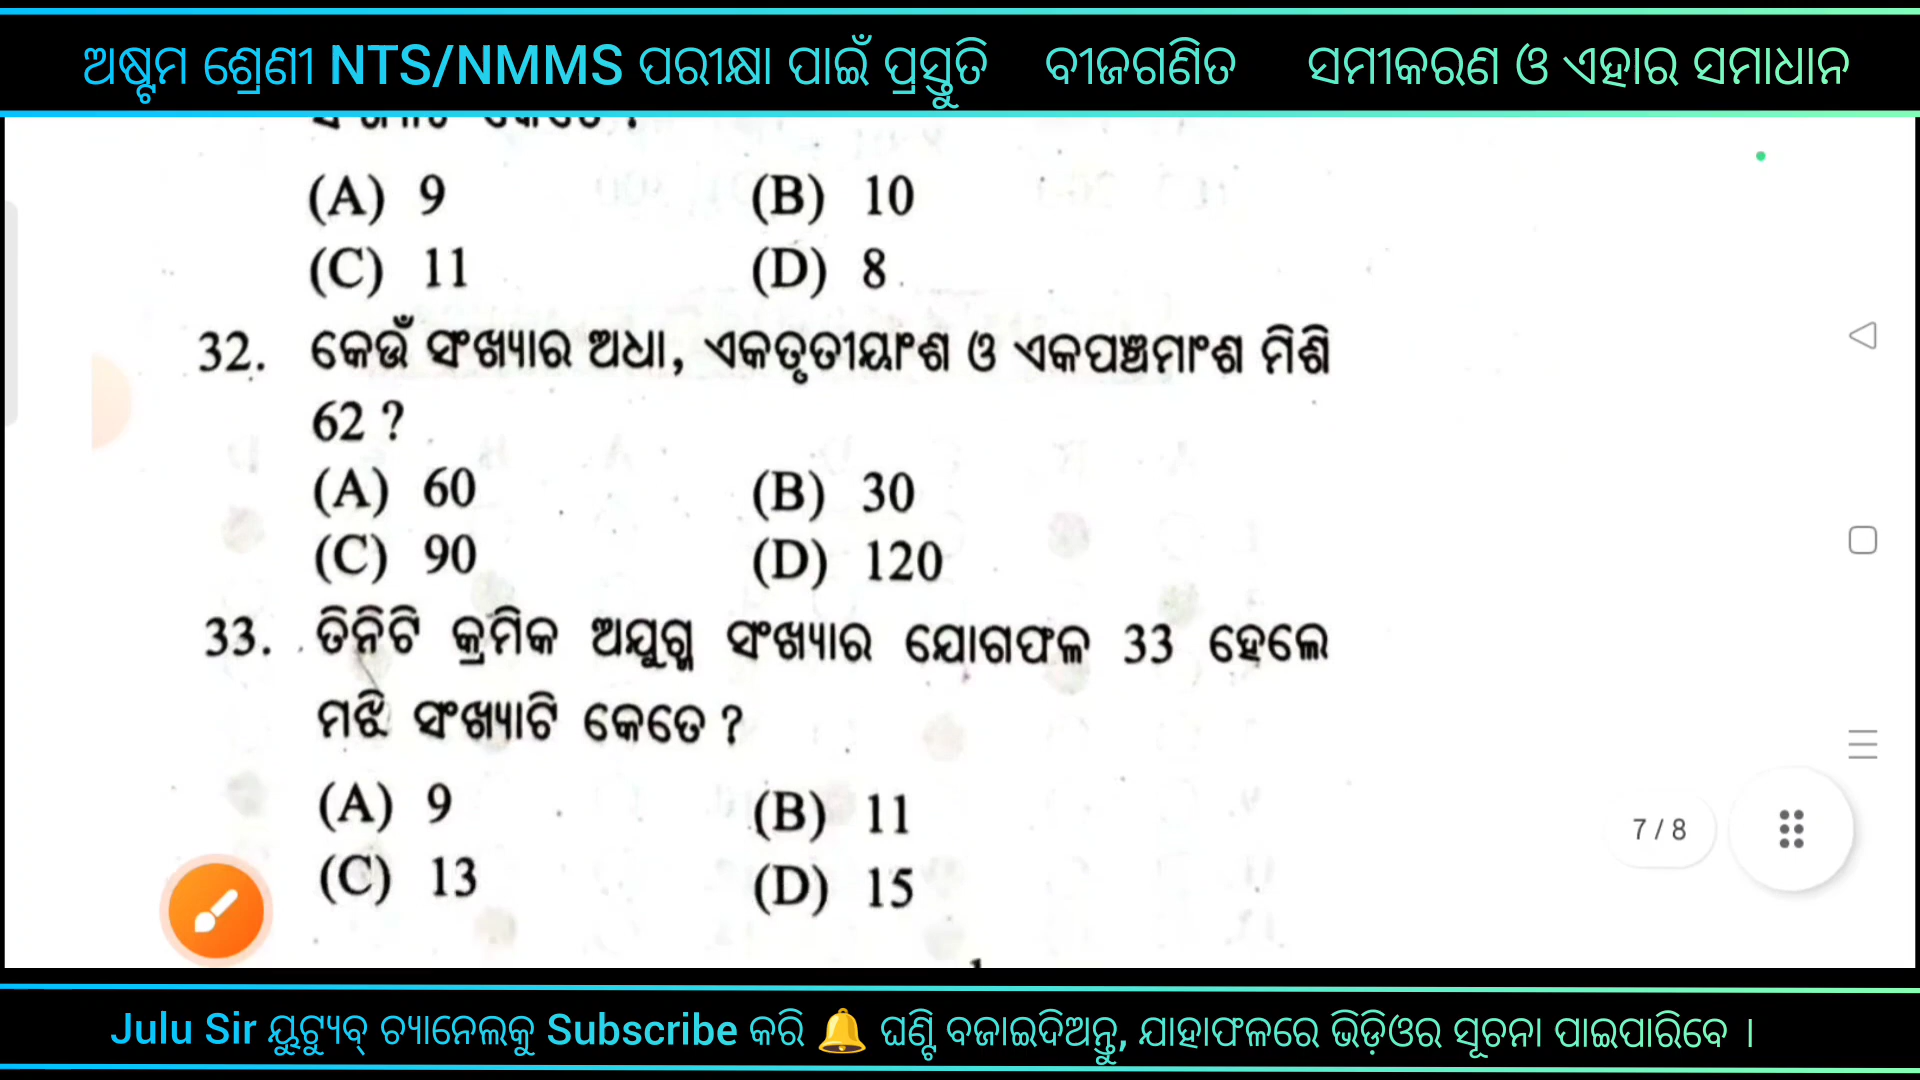 ଅଷ୍ଟମ ଶ୍ରେଣୀ NTS/NMMS ପରୀକ୍ଷା ପାଇଁ ପ୍ରସ୍ତୁତି ବୀଜଗଣିତ ସମୀକରଣ ଓ ଏହାର ସମାଧାନ
(A) 9 (B) 10
(C) 11 (D) 8
32. କେଉଁ ସଂଖ୍ୟାର ଅଧା, ଏକତୃତୀୟାଂଶ ଓ ଏକପଞ୍ଚମାଂଶ ମିଶି
62 ?
(A) 60 (B) 30
(C) 90 (D) 120
33. ତିନିଟି କ୍ରମିକ ଅଯୁଗ୍ମ ସଂଖ୍ୟାର ଯୋଗଫଳ 33 ହେଲେ
ମଝି ସଂଖ୍ୟାଟି କେତେ ?
(A) 9 (B) 11
(C) 13 (D) 15
7 / 8
Julu Sir ୟୁଟ୍ୟୁବ୍ ଚ୍ୟାନେଲକୁ Subscribe କରି 🔔 ଘଣ୍ଟି ବଜାଇଦିଅନ୍ତୁ, ଯାହାଫଳରେ ଭିଡ଼ିଓର ସୂଚନା ପାଇପାରିବେ ।